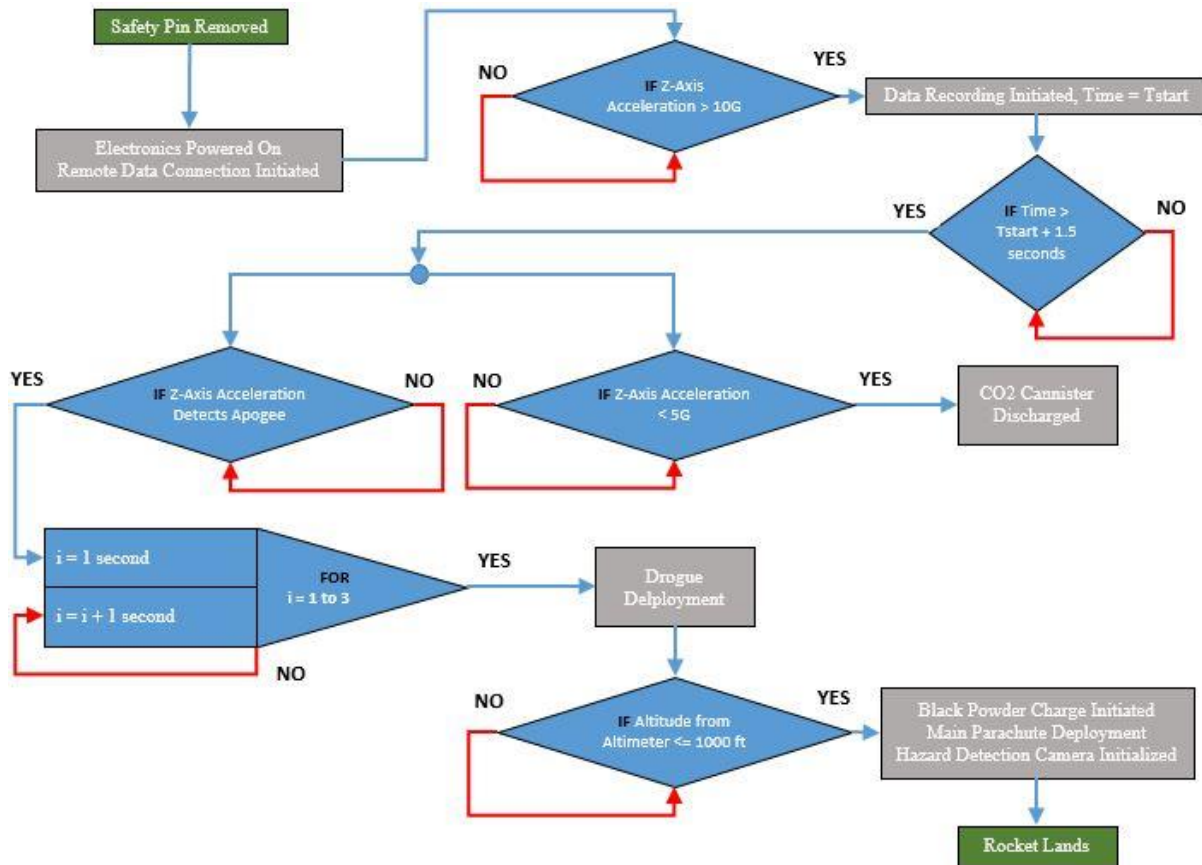 Safety Pin Removed
Electronics Powered On
Remote Data Connection Initiated
NO
IF Z-Axis
Acceleration > 10G
YES
Data Recording Initiated, Time = Tstart
YES
IF Time >
Tstart + 1.5
seconds
NO
YES
IF Z-Axis Acceleration
Detects Apogee
NO
NO
IF Z-Axis Acceleration
< 5G
YES
CO2 Cannister
Discharged
i = 1 second
i = i + 1 second
FOR
i = 1 to 3
YES
NO
Drogue
Delployment
NO
IF Altitude from
Altimeter <= 1000 ft
YES
Black Powder Charge Initiated
Main Parachute Deployment
Hazard Detection Camera Initialized
Rocket Lands